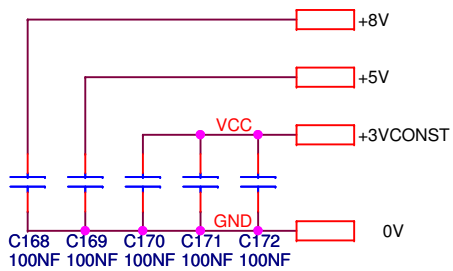 +8V
+5V
VCC +3VCONST
GND 0V
C168 C169 C170 C171 C172
100NF 100NF 100NF 100NF 100NF